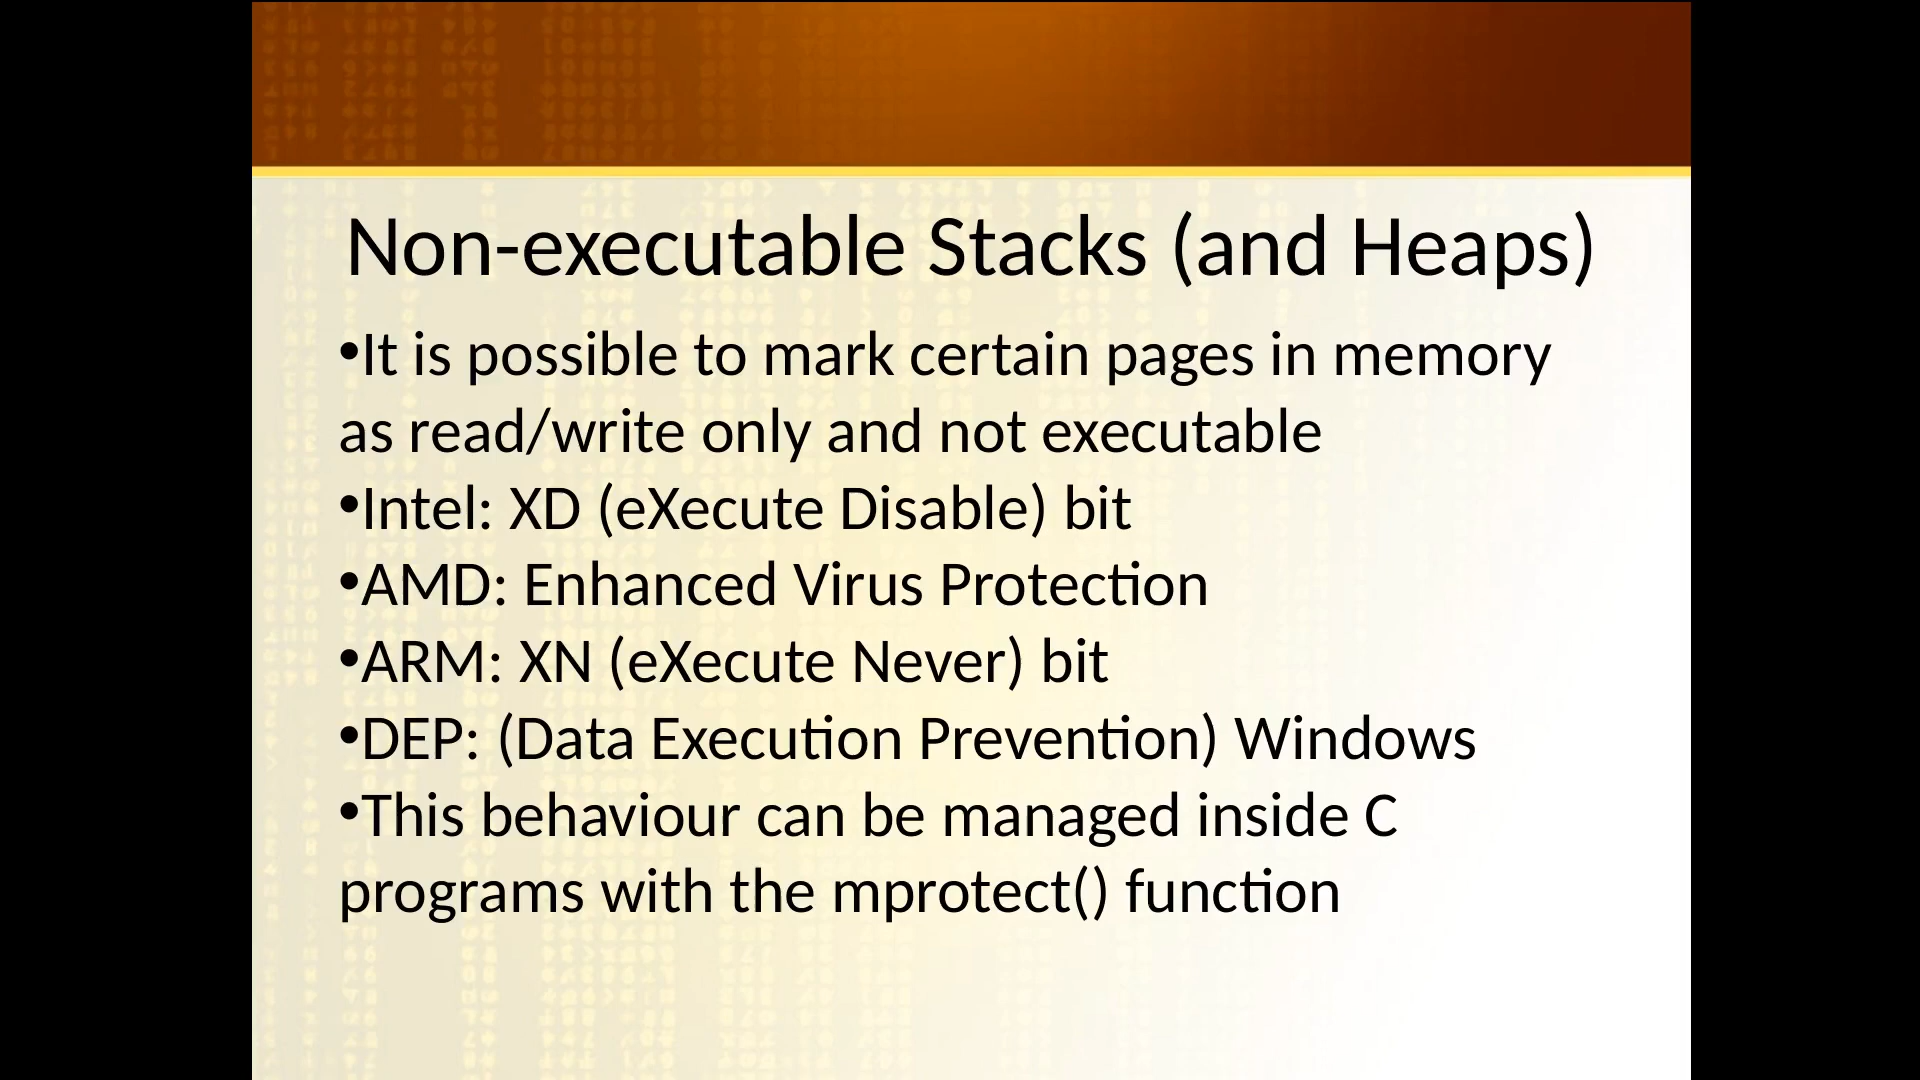 Non-executable Stacks (and Heaps)
•It is possible to mark certain pages in memory
as read/write only and not executable
•Intel: XD (eXecute Disable) bit
•AMD: Enhanced Virus Protection
•ARM: XN (eXecute Never) bit
•DEP: (Data Execution Prevention) Windows
•This behaviour can be managed inside C
programs with the mprotect() function